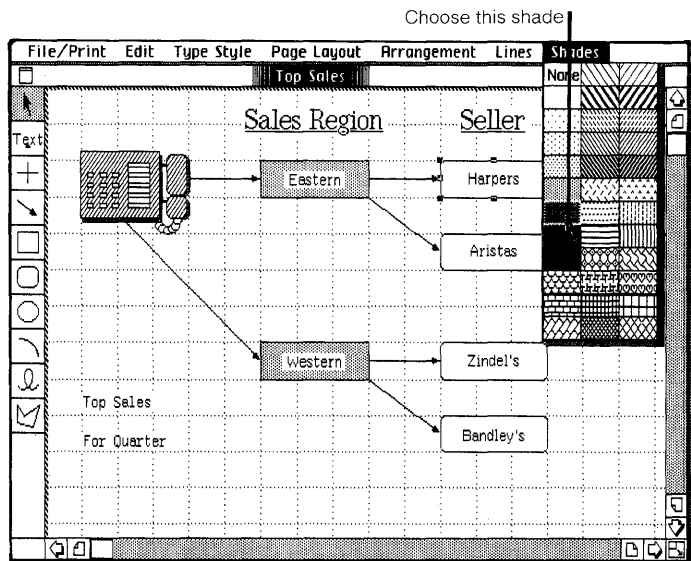 Choose this shade
File/Print Edit Type Style Page Layout Arrangement Lines Shades
Top Sales
None
Text
Sales Region Seller
Eastern Harpers
Aristas
Western Zindel's
Top Sales
For Quarter Bandley's